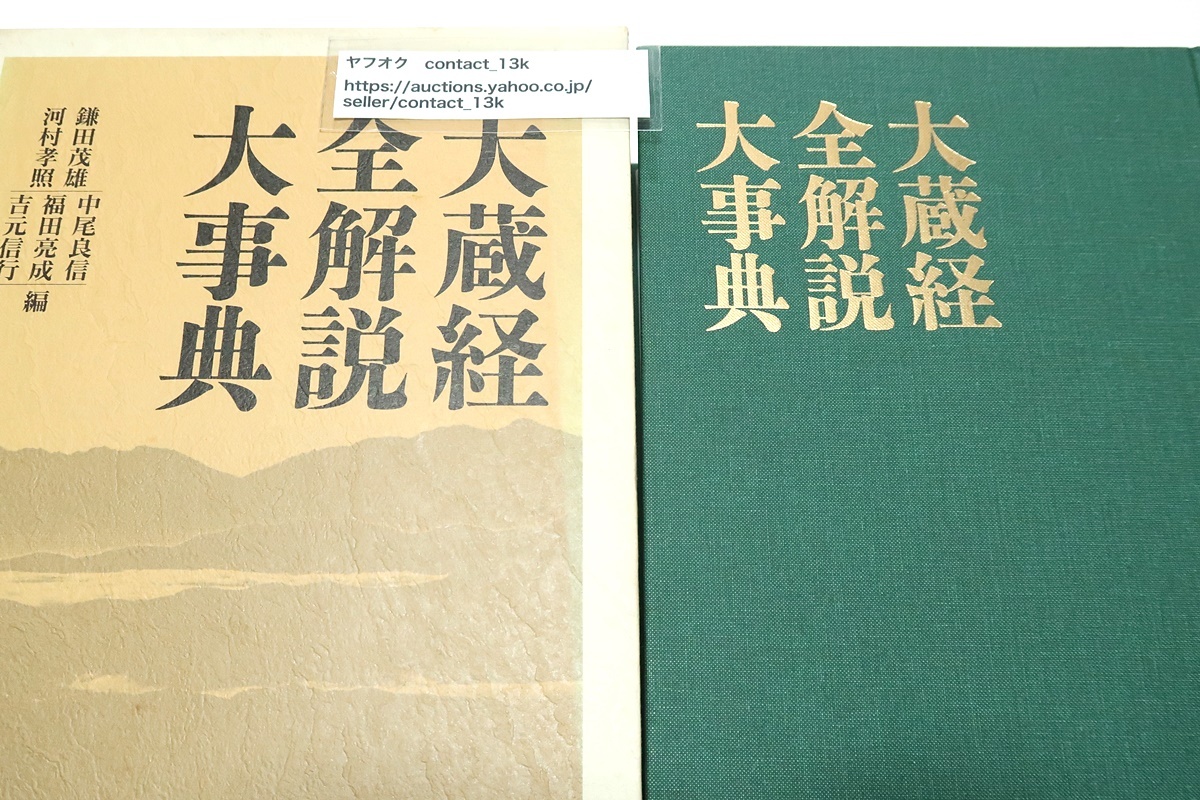 ヤフオク　contact_13k
https://auctions.yahoo.co.jp/
seller/contact_13k
大蔵経
全解説
大事典
鎌田茂雄 中尾良信
河村孝照 福田亮成 編
吉元信行
大蔵経
全解説
大事典